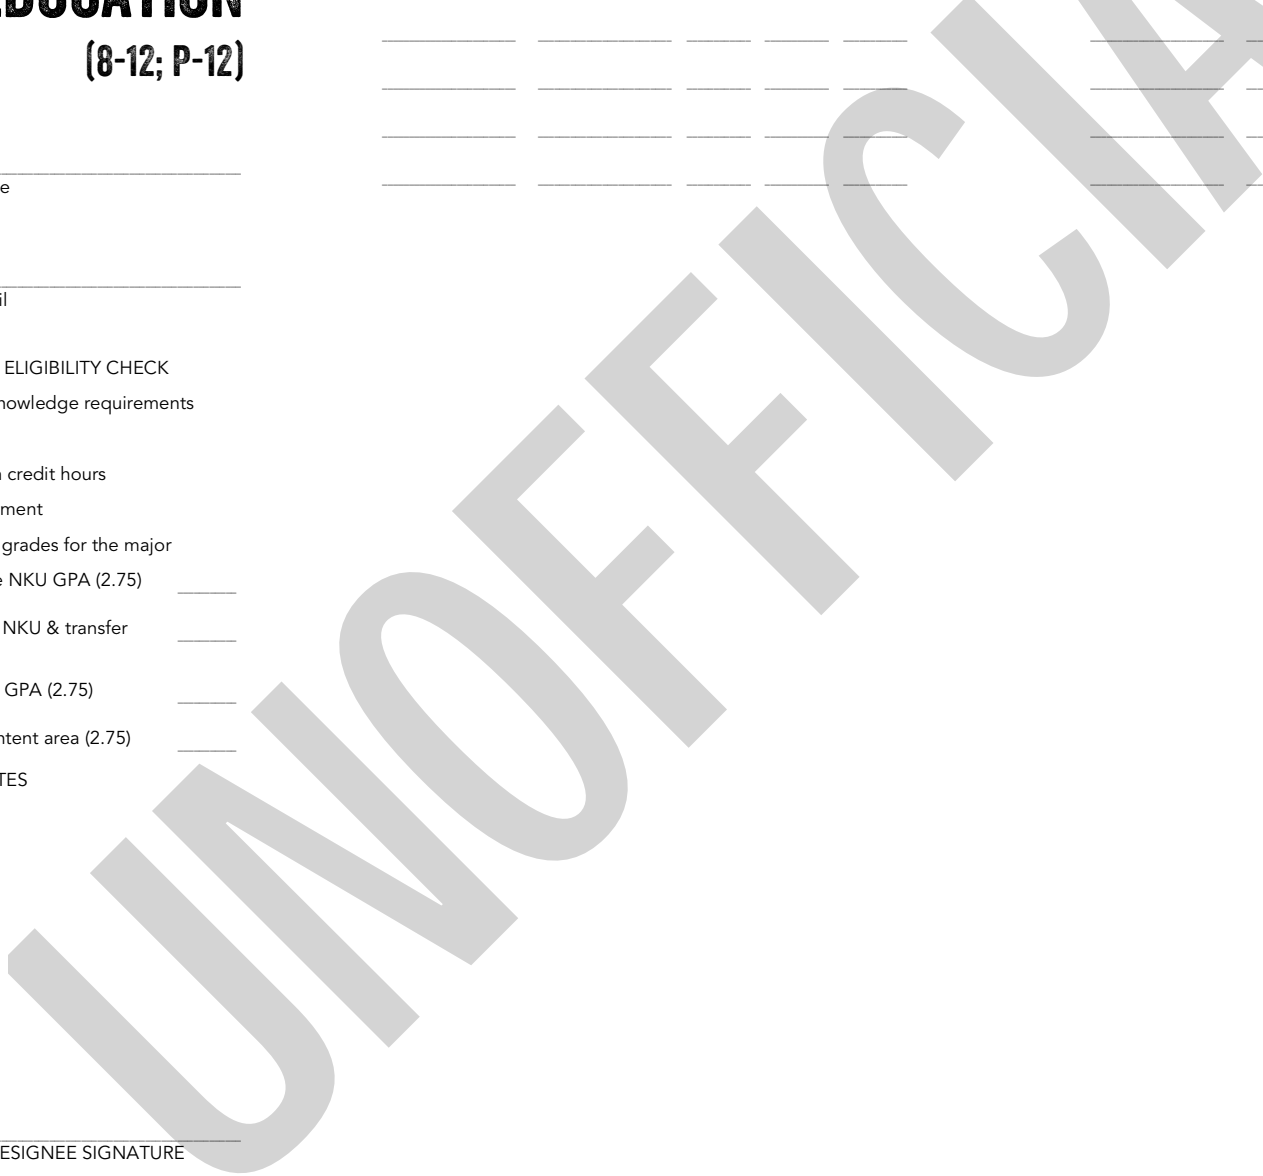 EDUCATION
(8-12; P-12)
e
il
ELIGIBILITY CHECK
nowledge requirements
credit hours
ment
grades for the major
e NKU GPA (2.75)
NKU & transfer
GPA (2.75)
ntent area (2.75)
TES
ESIGNEE SIGNATURE
UNOFFICIA